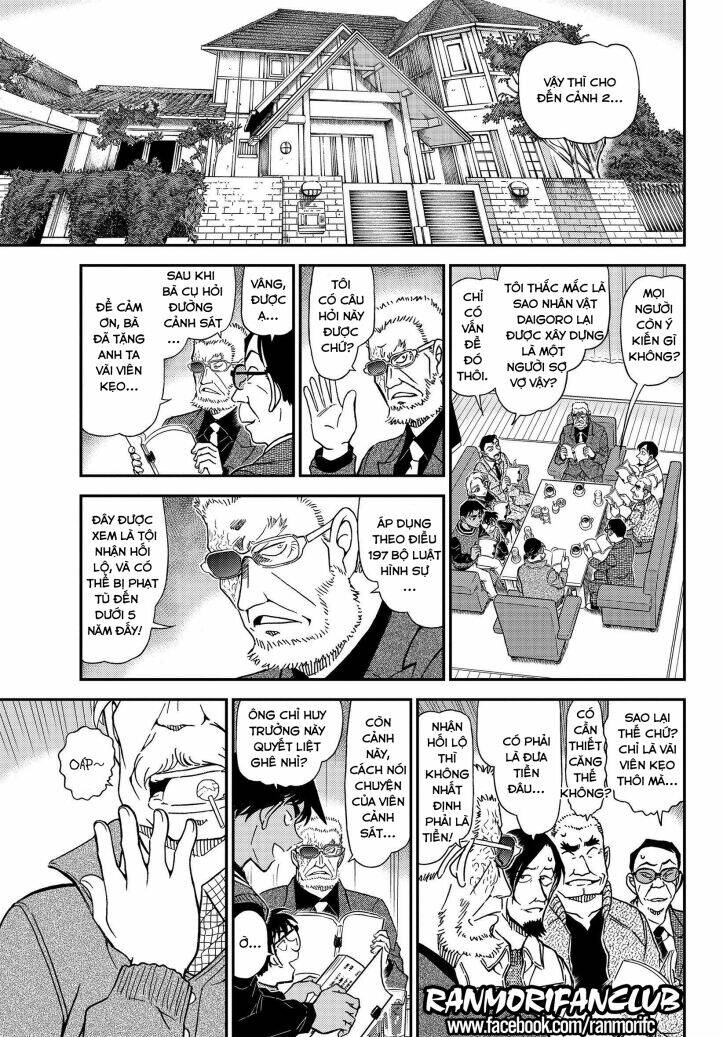 VẬY THÌ CHO
ĐẾN CẢNH 2...
MỌI
NGƯỜI
CÒN Ý
KIẾN GÌ
KHÔNG?
TÔI THẮC MẮC LÀ
SAO NHÂN VẬT
DAIGORO LẠI
ĐƯỢC XÂY DỰNG
LÀ MỘT
NGƯỜI SỢ
VỢ VẬY?
CHỈ
CÓ
VẤN
ĐỀ
ĐÓ
THÔI.
TÔI
CÓ CÂU
HỎI NÀY
ĐƯỢC
CHỨ?
VÂNG,
ĐƯỢC
Ạ...
SAU KHI
BÀ CỤ HỎI
ĐƯỜNG
CẢNH SÁT
...
ĐỂ CẢM
ƠN, BÀ
ĐÃ TẶNG
ANH TA
VÀI VIÊN
KẸO...
ÁP DỤNG
THEO ĐIỀU
197 BỘ LUẬT
HÌNH SỰ
...
ĐÂY ĐƯỢC
XEM LÀ TỘI
NHẬN HỐI
LỘ, VÀ CÓ
THỂ BỊ PHẠT
TÙ ĐẾN
DƯỚI 5
NĂM ĐẤY!
SAO LẠI
THẾ CHỨ?
CHỈ LÀ VÀI
VIÊN KẸO
THÔI MÀ...
CÓ
CẦN
THIẾT
CĂNG
THẾ
KHÔNG?
CÓ PHẢI
LÀ ĐƯA
TIỀN
ĐÂU...
NHẬN
HỐI LỘ
THÌ
KHÔNG
NHẤT
ĐỊNH
PHẢI LÀ
TIỀN!
CÒN
CẢNH
NÀY,
CÁCH NÓI
CHUYỆN
CỦA VIÊN
CẢNH
SÁT...
ÔNG CHỈ HUY
TRƯỞNG NÀY
QUYẾT LIỆT
GHÊ NHỈ?
Ờ...
OÁP~
RANMORIFANCLUB
www.facebook.com/ranmorifc